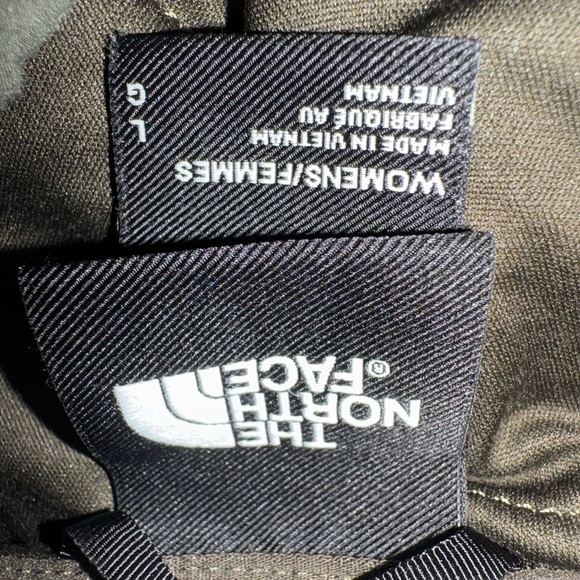 THE
NORTH
FACE®
WOMENS/FEMMES
MADE IN VIETNAM
FABRIQUÉ AU
VIETNAM
L
G